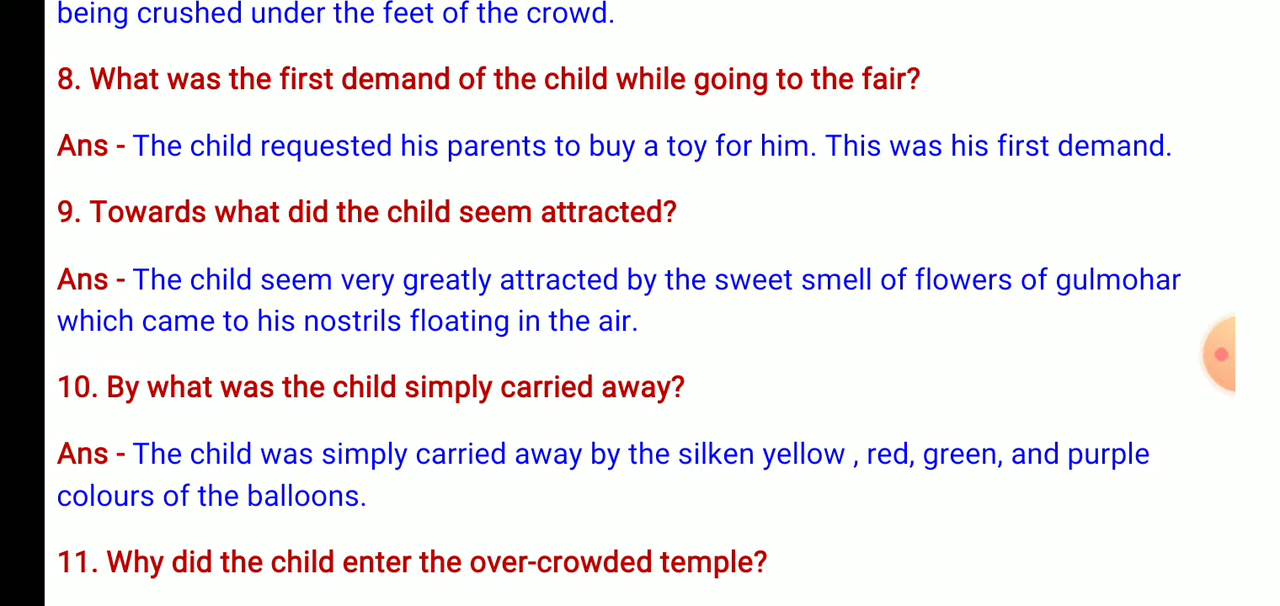 being crushed under the feet of the crowd.
8. What was the first demand of the child while going to the fair?
Ans - The child requested his parents to buy a toy for him. This was his first demand.
9. Towards what did the child seem attracted?
Ans - The child seem very greatly attracted by the sweet smell of flowers of gulmohar
which came to his nostrils floating in the air.
10. By what was the child simply carried away?
Ans - The child was simply carried away by the silken yellow , red, green, and purple
colours of the balloons.
11. Why did the child enter the over-crowded temple?